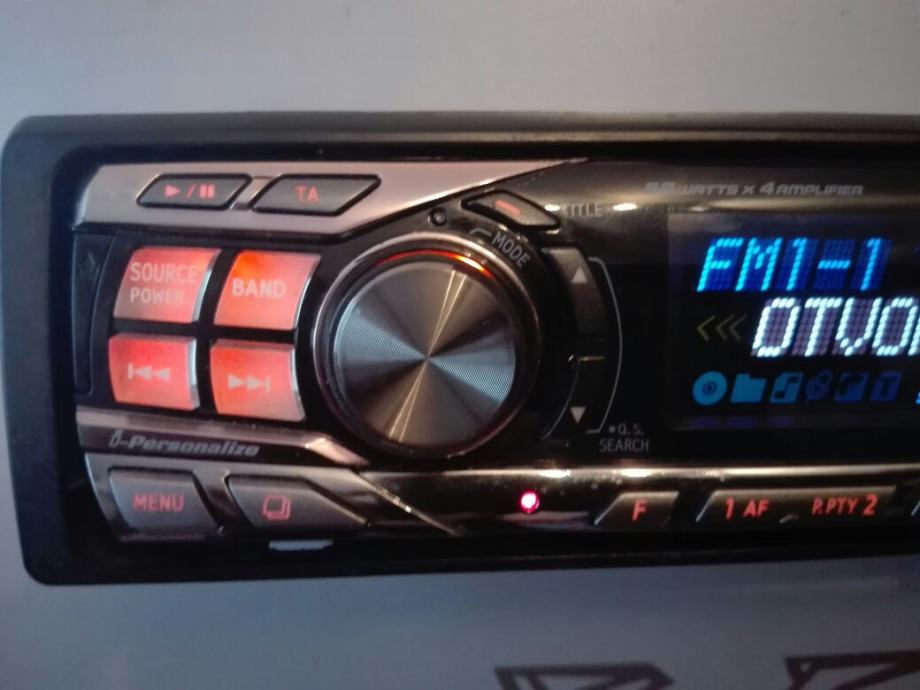 50WATTS X 4 AMPLIFIER
TA
TITLE
MODE
SOURCE
POWER
BAND
FM1-1
OTVO
Q.S.
SEARCH
i-Personalize
MENU
F
1 AF
P.PTY 2